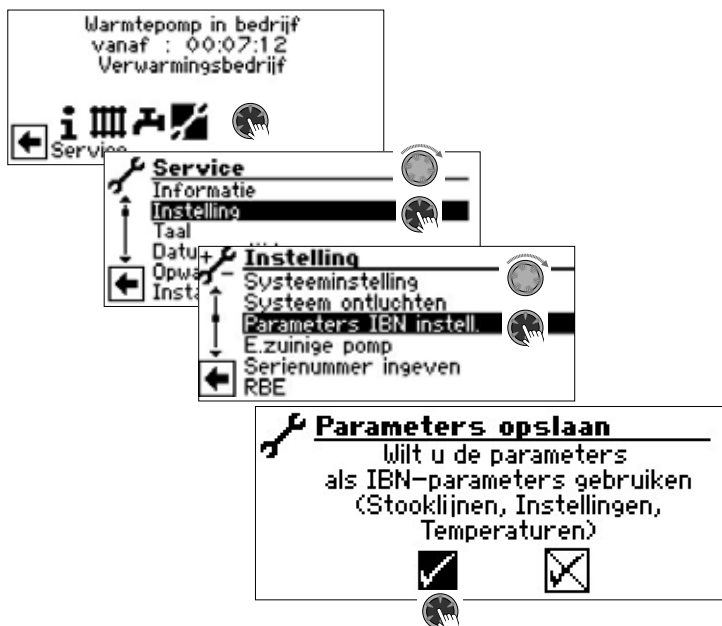 Warmtepomp in bedrijf
vanaf : 00:07:12
Verwarmingsbedrijf
Service
Service
Informatie
Instelling
Taal
Instelling
Systeeminstelling
Systeem ontluchten
Parameters IBN instell.
E.zuinige pomp
Serienummer ingeven
RBE
Parameters opslaan
Wilt u de parameters
als IBN-parameters gebruiken
(Stooklijnen, Instellingen,
Temperaturen)